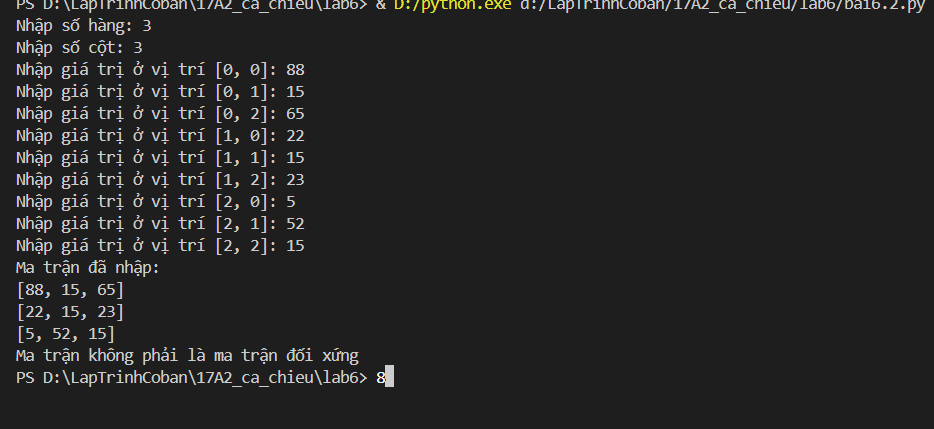 PS D:\LapTrinhCoban\17A2_ca_chieu\lab6> & D:/python.exe d:/LapTrinhCoban/17A2_ca_chieu/lab6/bai6.2.py
Nhập số hàng: 3
Nhập số cột: 3
Nhập giá trị ở vị trí [0, 0]: 88
Nhập giá trị ở vị trí [0, 1]: 15
Nhập giá trị ở vị trí [0, 2]: 65
Nhập giá trị ở vị trí [1, 0]: 22
Nhập giá trị ở vị trí [1, 1]: 15
Nhập giá trị ở vị trí [1, 2]: 23
Nhập giá trị ở vị trí [2, 0]: 5
Nhập giá trị ở vị trí [2, 1]: 52
Nhập giá trị ở vị trí [2, 2]: 15
Ma trận đã nhập:
[88, 15, 65]
[22, 15, 23]
[5, 52, 15]
Ma trận không phải là ma trận đối xứng
PS D:\LapTrinhCoban\17A2_ca_chieu\lab6> 8